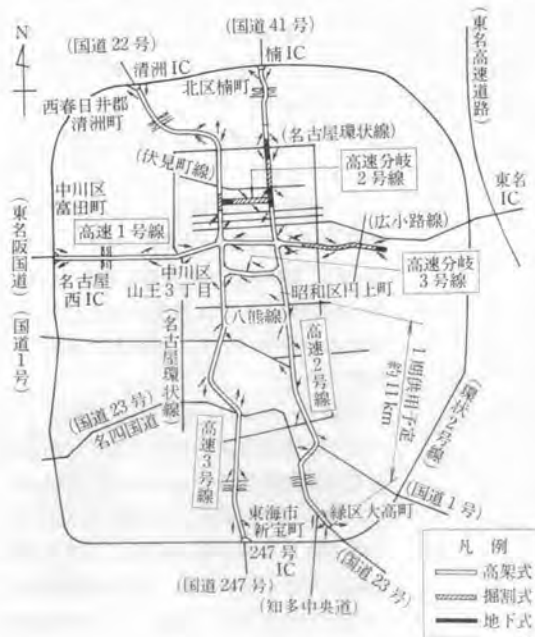 N
(国道41号)
(国道22号)
清洲IC
楠IC
北区楠町
西春日井郡
清洲町
(東名高速道路)
(名古屋環状線)
(伏見町線)
高速分岐
2号線
東名
IC
中川区
富田町
高速1号線
(広小路線)
(東名阪国道)
名古屋
西IC
中川区
山王3丁目
昭和区円上町
高速分岐
3号線
(八熊線)
(国道1号)
(名古屋環状線)
高速2号線
1期供用予定
約11km
(環状2号線)
(国道23号)
名四国道
高速3号線
(国道1号)
東海市
新宝町
緑区大高町
247号
IC
(国道23号)
(国道247号)
(知多中央道)
凡例
高架式
掘割式
地下式